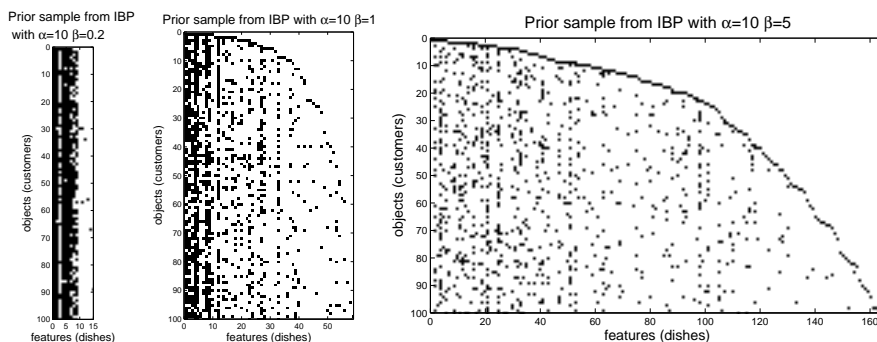 Prior sample from IBP
with α=10 β=0.2
0
10
20
30
40
50
60
70
80
90
100
objects (customers)
0 5 10 15
features (dishes)
Prior sample from IBP with α=10 β=1
0
10
20
30
40
50
60
70
80
90
100
objects (customers)
0 10 20 30 40 50
features (dishes)
Prior sample from IBP with α=10 β=5
0
10
20
30
40
50
60
70
80
90
100
objects (customers)
0 20 40 60 80 100 120 140 160
features (dishes)